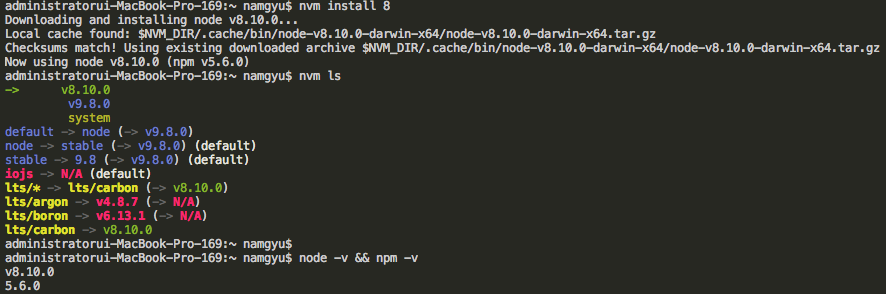 administratorui-MacBook-Pro-169:~ namgyu$ nvm install 8
Downloading and installing node v8.10.0...
Local cache found: $NVM_DIR/.cache/bin/node-v8.10.0-darwin-x64/node-v8.10.0-darwin-x64.tar.gz
Checksums match! Using existing downloaded archive $NVM_DIR/.cache/bin/node-v8.10.0-darwin-x64/node-v8.10.0-darwin-x64.tar.gz
Now using node v8.10.0 (npm v5.6.0)
administratorui-MacBook-Pro-169:~ namgyu$ nvm ls
->      v8.10.0
         v9.8.0
         system
default -> node (-> v9.8.0)
node -> stable (-> v9.8.0) (default)
stable -> 9.8 (-> v9.8.0) (default)
iojs -> N/A (default)
lts/* -> lts/carbon (-> v8.10.0)
lts/argon -> v4.8.7 (-> N/A)
lts/boron -> v6.13.1 (-> N/A)
lts/carbon -> v8.10.0
administratorui-MacBook-Pro-169:~ namgyu$
administratorui-MacBook-Pro-169:~ namgyu$ node -v && npm -v
v8.10.0
5.6.0